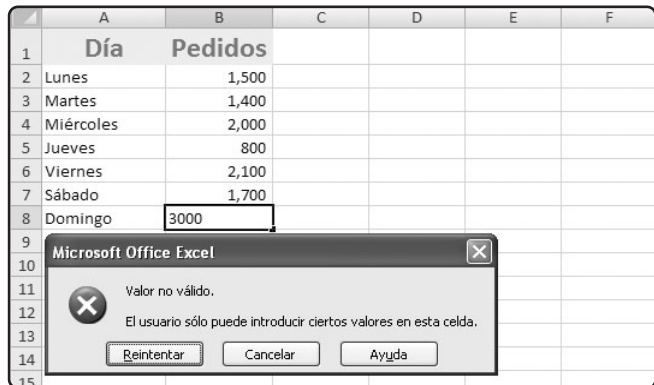 A B C D E F
1 Día Pedidos
2 Lunes 1,500
3 Martes 1,400
4 Miércoles 2,000
5 Jueves 800
6 Viernes 2,100
7 Sábado 1,700
8 Domingo 3000
9
Microsoft Office Excel
10
11 Valor no válido.
12 El usuario sólo puede introducir ciertos valores en esta celda.
13
14 Reintentar Cancelar Ayuda
15